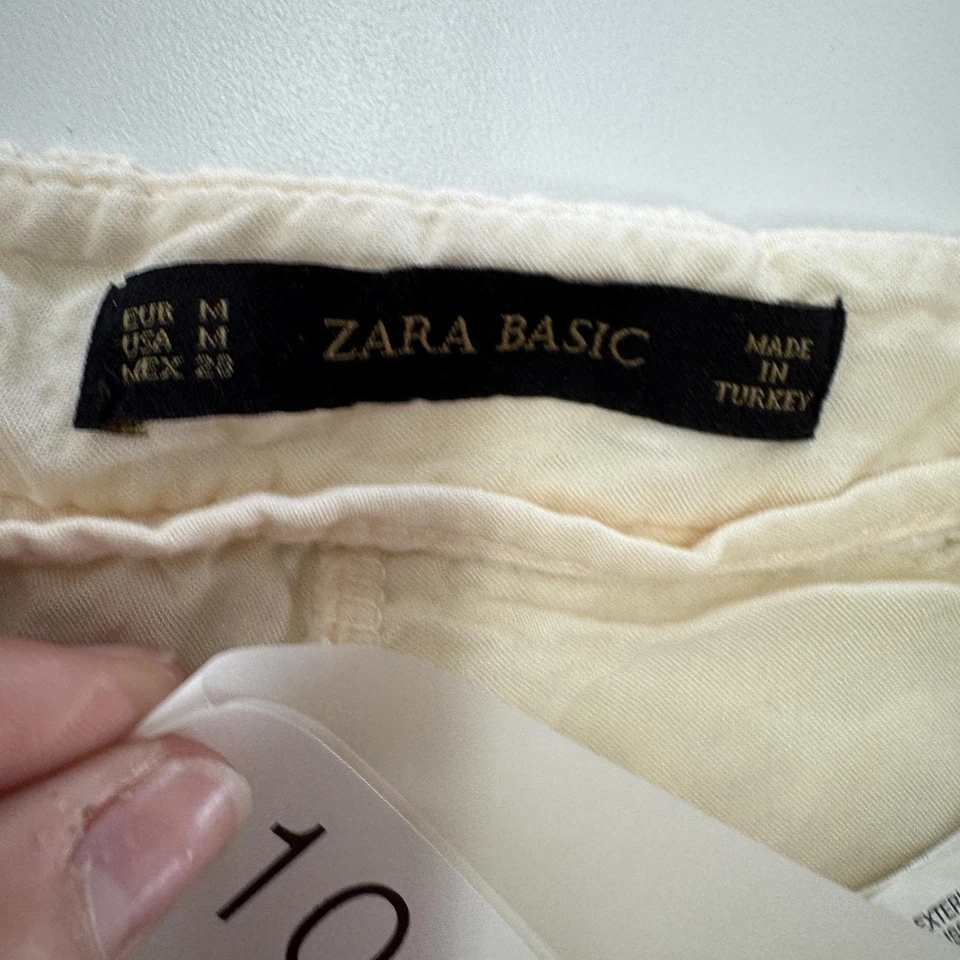 EUR M
USA M
MEX 28
ZARA BASIC
MADE
IN
TURKEY
10